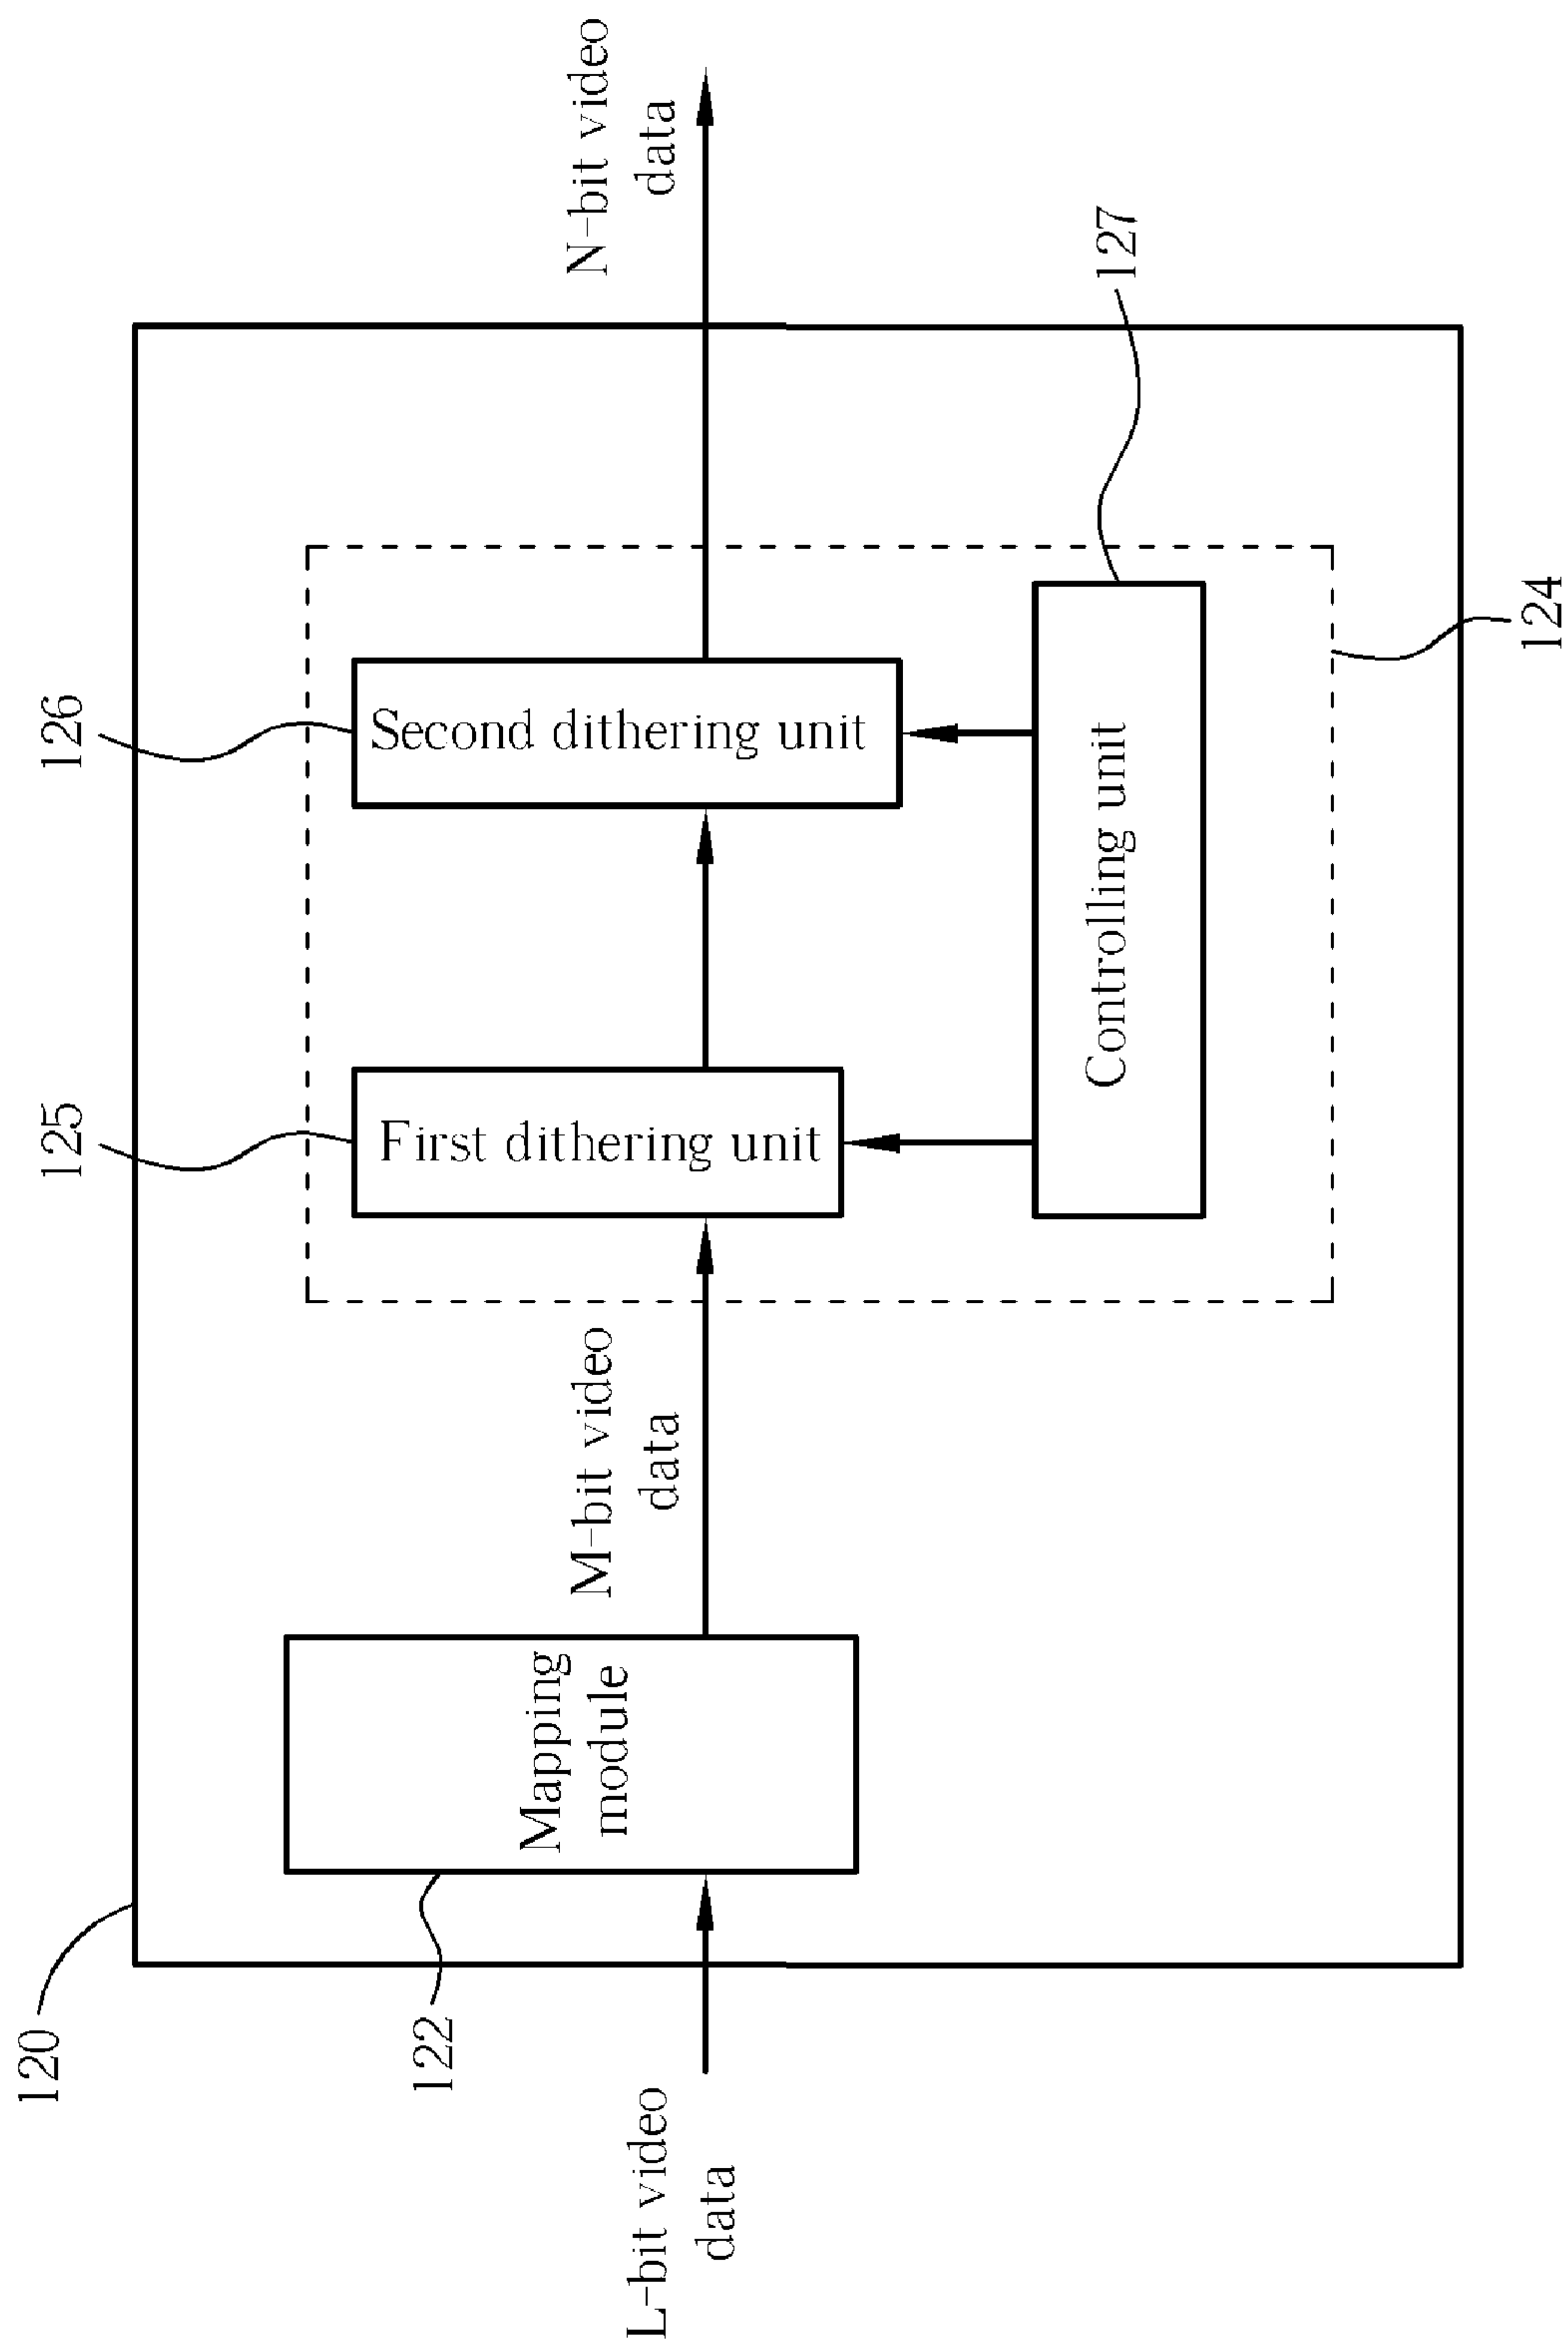 120
122
L-bit video
data
Mapping
module
M-bit video
data
125
First dithering unit
126
Second dithering unit
Controlling unit
127
124
N-bit video
data